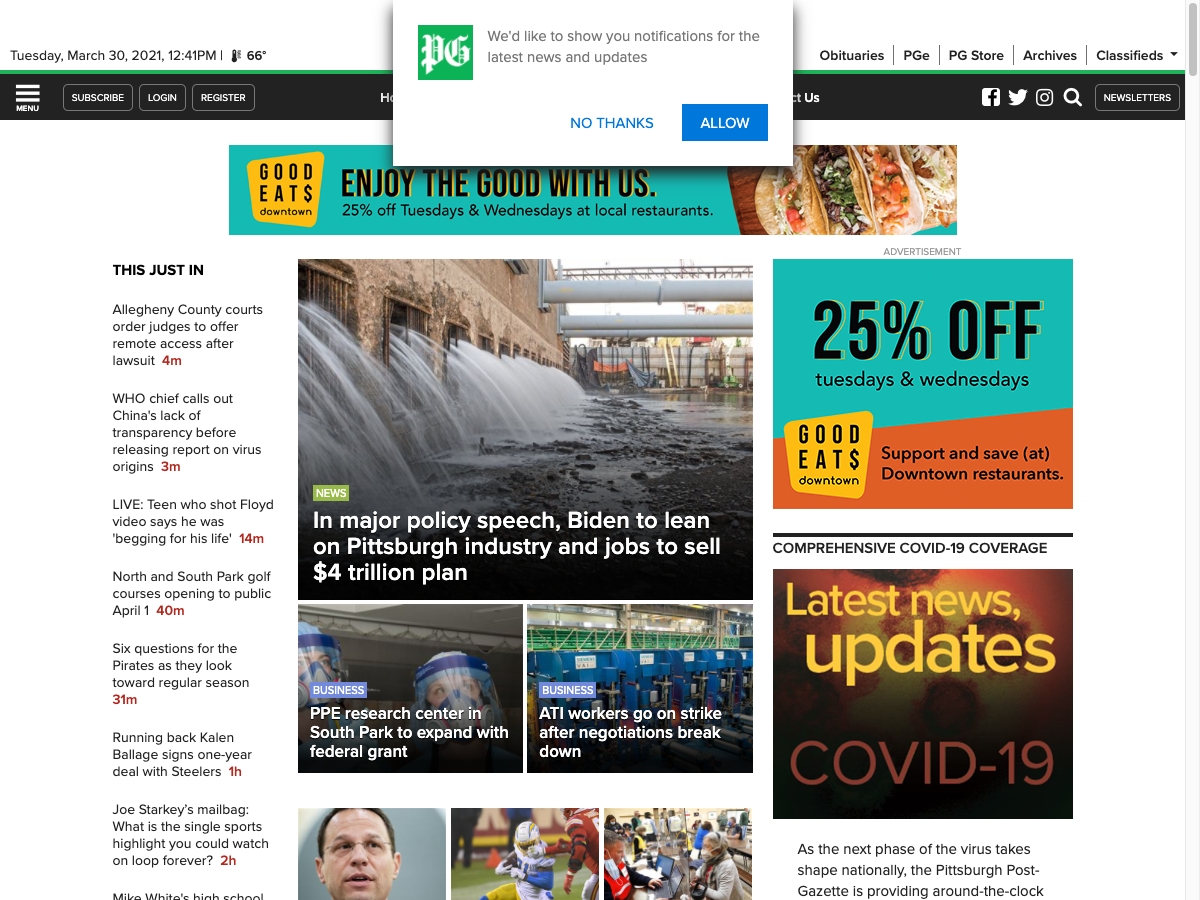 We'd like to show you notifications for the
latest news and updates
NO THANKS
ALLOW
PG
Tuesday, March 30, 2021, 12:41PM |
66°
Obituaries
PGe
PG Store
Archives
Classifieds
MENU
SUBSCRIBE
LOGIN
REGISTER
Us
NEWSLETTERS
GOOD
EAT$
downtown
ENJOY THE GOOD WITH US.
25% off Tuesdays & Wednesdays at local restaurants.
ADVERTISEMENT
THIS JUST IN
Allegheny County courts
order judges to offer
remote access after
lawsuit 4m
WHO chief calls out
China's lack of
transparency before
releasing report on virus
origins 3m
LIVE: Teen who shot Floyd
video says he was
'begging for his life' 14m
North and South Park golf
courses opening to public
April 1 40m
Six questions for the
Pirates as they look
toward regular season
31m
Running back Kalen
Ballage signs one-year
deal with Steelers 1h
Joe Starkey's mailbag:
What is the single sports
highlight you could watch
on loop forever? 2h
Mike White's high school
NEWS
In major policy speech, Biden to lean
on Pittsburgh industry and jobs to sell
$4 trillion plan
BUSINESS
PPE research center in
South Park to expand with
federal grant
BUSINESS
ATI workers go on strike
after negotiations break
down
25% OFF
tuesdays & wednesdays
GOOD
EAT$
downtown
Support and save (at)
Downtown restaurants.
COMPREHENSIVE COVID-19 COVERAGE
Latest news,
updates
COVID-19
As the next phase of the virus takes
shape nationally, the Pittsburgh Post-
Gazette is providing around-the-clock